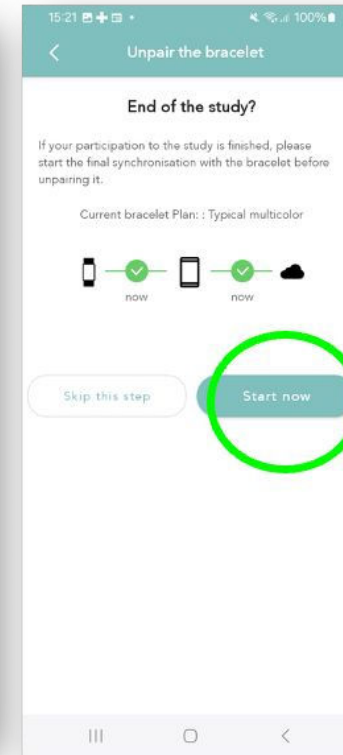 15:21 100%
Unpair the bracelet
End of the study?
If your participation to the study is finished, please
start the final synchronisation with the bracelet before
unpairing it.
Current bracelet Plan: : Typical multicolor
now now
Skip this step Start now